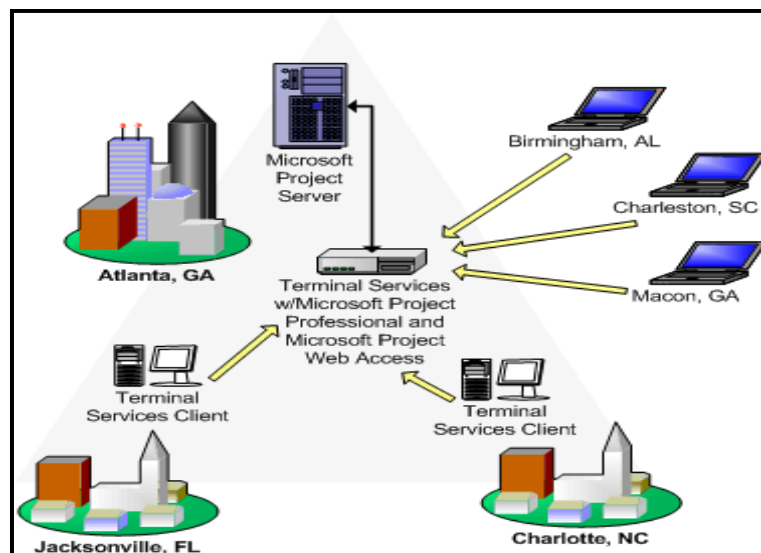 Microsoft
Project
Server
Birmingham, AL
Charleston, SC
Macon, GA
Atlanta, GA
Terminal Services
w/Microsoft Project
Professional and
Microsoft Project
Web Access
Terminal
Services Client
Terminal
Services Client
Jacksonville, FL
Charlotte, NC